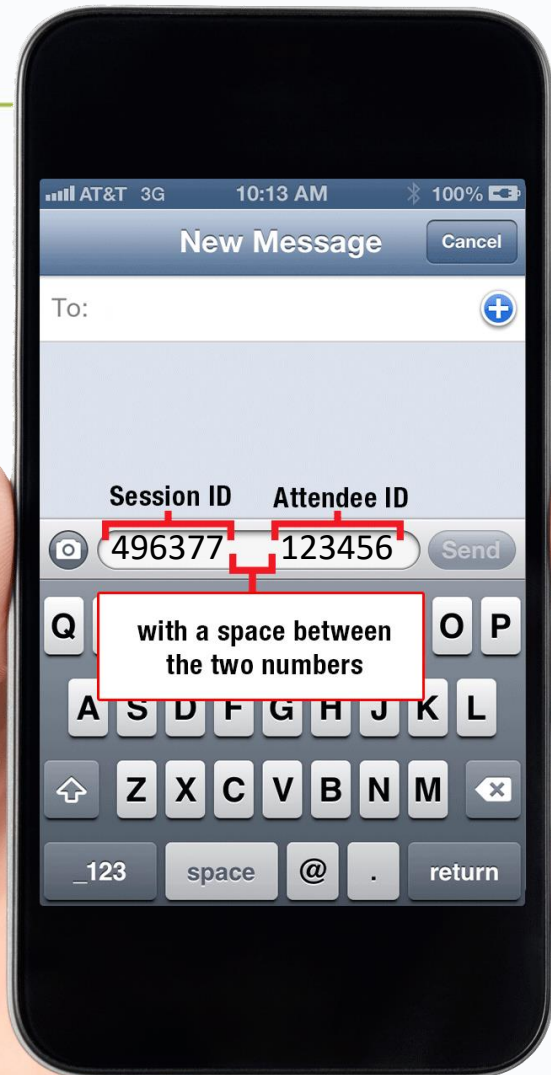 AT&T 3G 10:13 AM 100%
New Message Cancel
To:
Session ID Attendee ID
496377 123456 Send
Q O P
with a space between
the two numbers
A S D F G H J K L
Z X C V B N M
_123 space @ . return